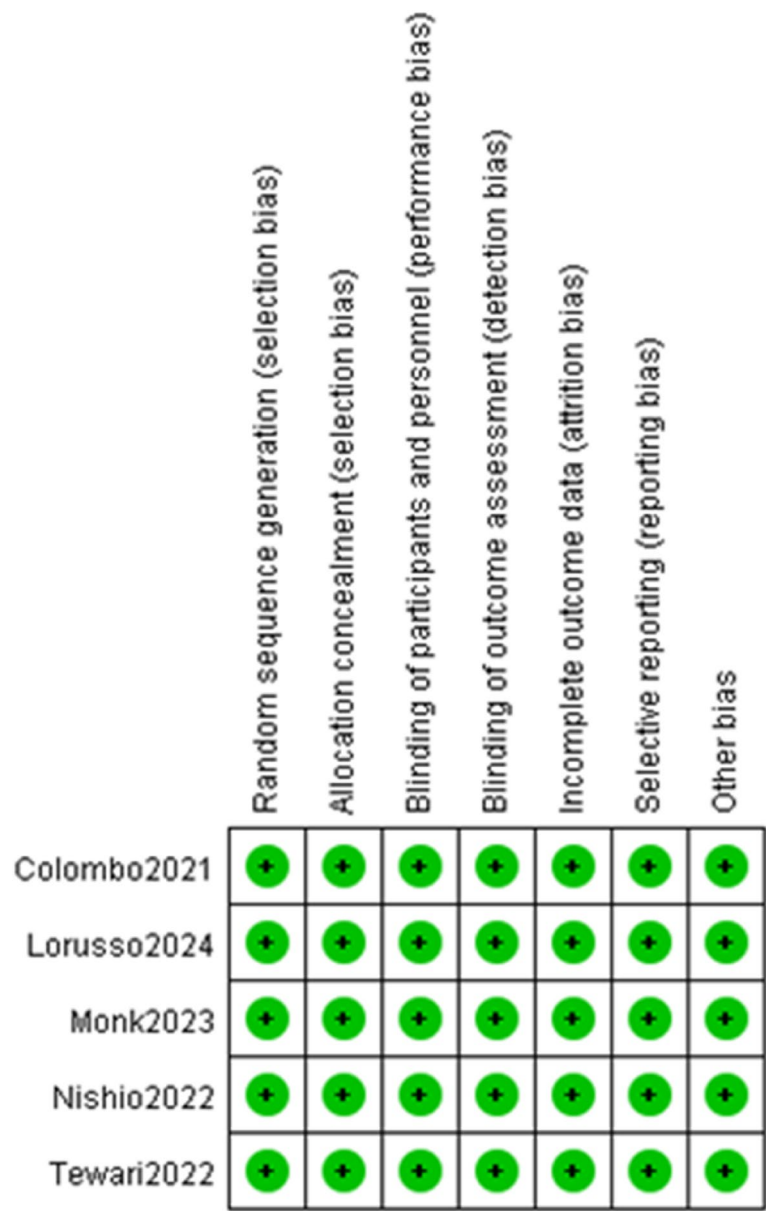 Random sequence generation (selection bias)
Allocation concealment (selection bias)
Blinding of participants and personnel (performance bias)
Blinding of outcome assessment (detection bias)
Incomplete outcome data (attrition bias)
Selective reporting (reporting bias)
Other bias
Colombo2021 + + + + + + +
Lorusso2024 + + + + + + +
Monk2023 + + + + + + +
Nishio2022 + + + + + + +
Tewari2022 + + + + + + +